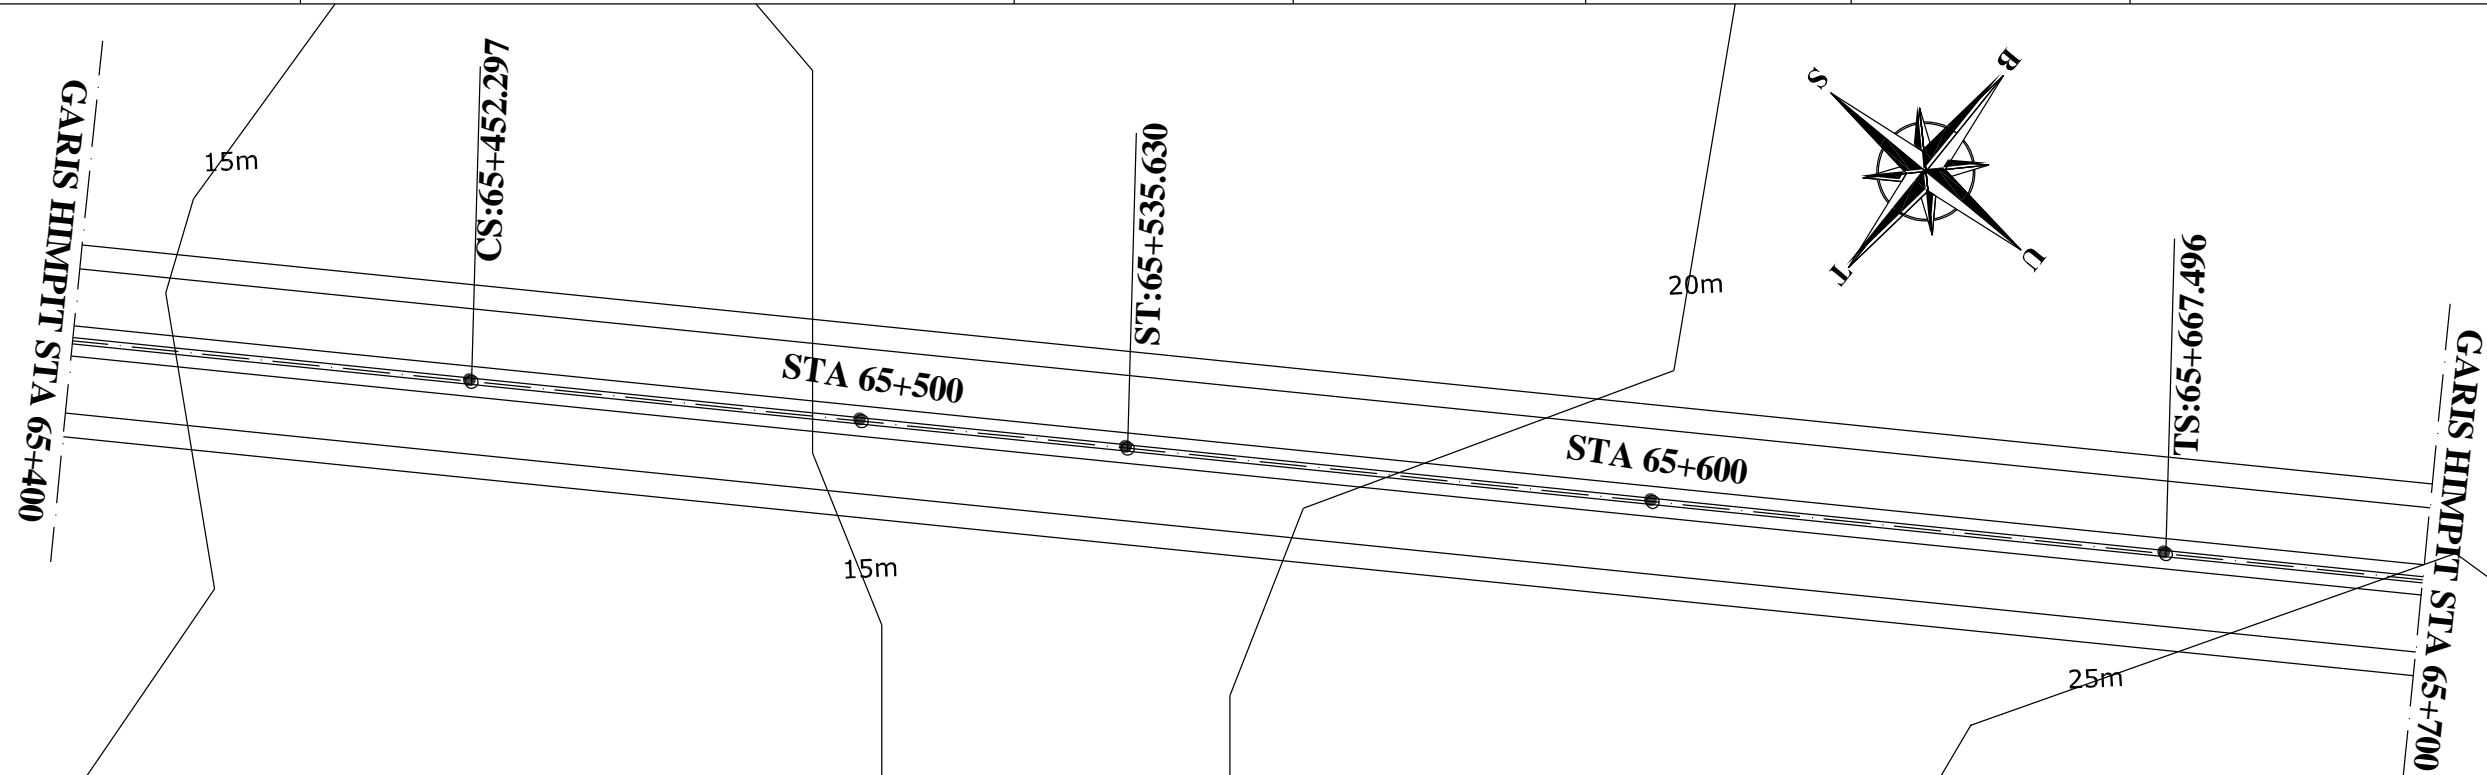 GARIS HIMPIT STA 65+400
15m
CS:65+452.297
STA 65+500
15m
ST:65+535.630
STA 65+600
20m
S
B
T
U
TS:65+667.496
25m
GARIS HIMPIT STA 65+700